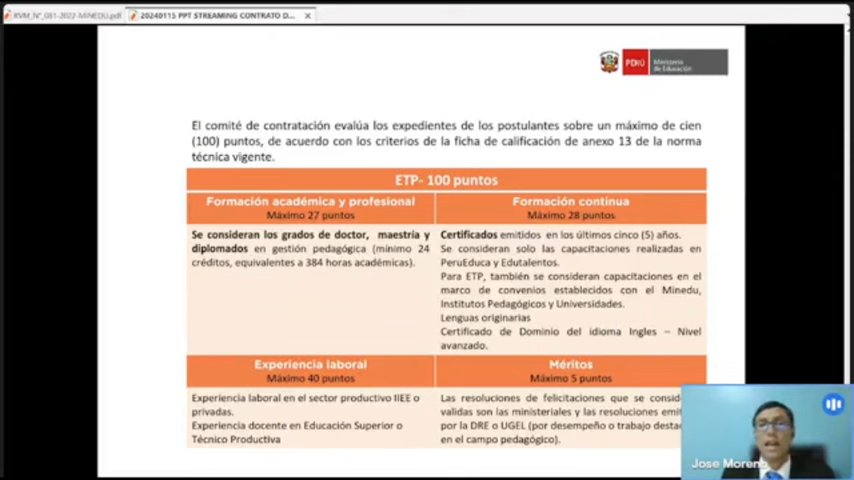 RVM_N°_081-2022-MINEDU.pdf
20240115 PPT STREAMING CONTRATO D...
PERÚ
Ministerio
de Educación
El comité de contratación evalúa los expedientes de los postulantes sobre un máximo de cien
(100) puntos, de acuerdo con los criterios de la ficha de calificación de anexo 13 de la norma
técnica vigente.
ETP- 100 puntos
Formación académica y profesional
Máximo 27 puntos
Se consideran los grados de doctor, maestria y
diplomados en gestión pedagógica (mínimo 24
créditos, equivalentes a 384 horas académicas).
Formación continua
Máximo 28 puntos
Certificados emitidos en los últimos cinco (5) años.
Se consideran solo las capacitaciones realizadas en
PeruEduca y Edutalentos.
Para ETP, también se consideran capacitaciones en el
marco de convenios establecidos con el Minedu,
Institutos Pedagógicos y Universidades.
Lenguas originarias
Certificado de Dominio del idioma Ingles – Nivel
avanzado.
Experiencia laboral
Máximo 40 puntos
Experiencia laboral en el sector productivo IIEE o
privadas.
Experiencia docente en Educación Superior o
Técnico Productiva
Méritos
Máximo 5 puntos
Las resoluciones de felicitaciones que se conside
validas son las ministeriales y las resoluciones emi
por la DRE o UGEL (por desempeño o trabajo desta
en el campo pedagógico).
Jose Moreno